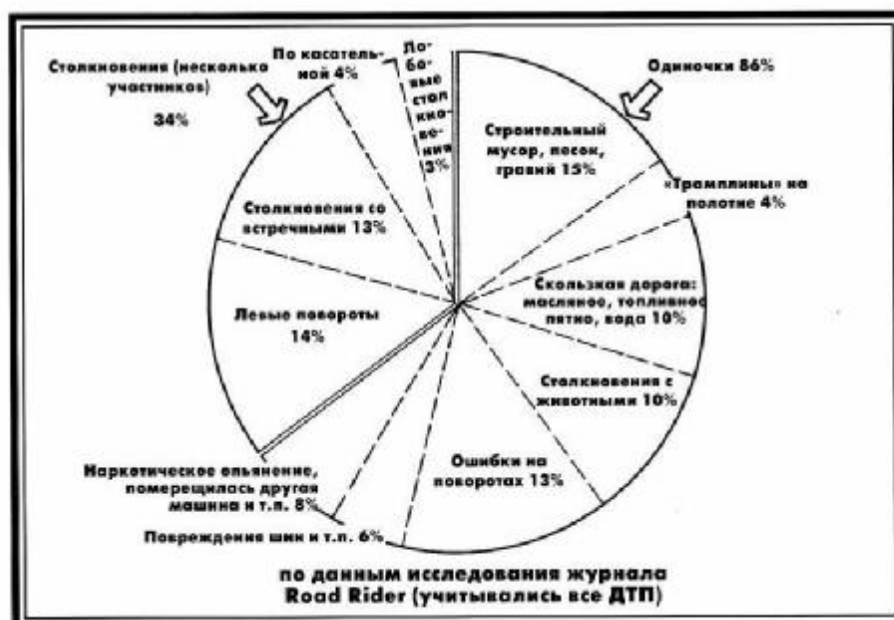 Столкновения (несколько
участников)
34%
По касатель-
ной 4%
Ло-
бо-
вые
стол
кно-
ве-
ния
3%
Одиночки 86%
Строительный
мусор, песок,
гравий 15%
«Трамплины» на
полотне 4%
Столкновения со
встречными 13%
Скользкая дорога:
масляное, топливное
пятно, вода 10%
Левые повороты
14%
Столкновения с
животными 10%
Ошибки на
поворотах 13%
Наркотическое опьянение,
померещилась другая
машина и т.п. 8%
Повреждения шин и т.п. 6%
по данным исследования журнала
Road Rider (учитывались все ДТП)